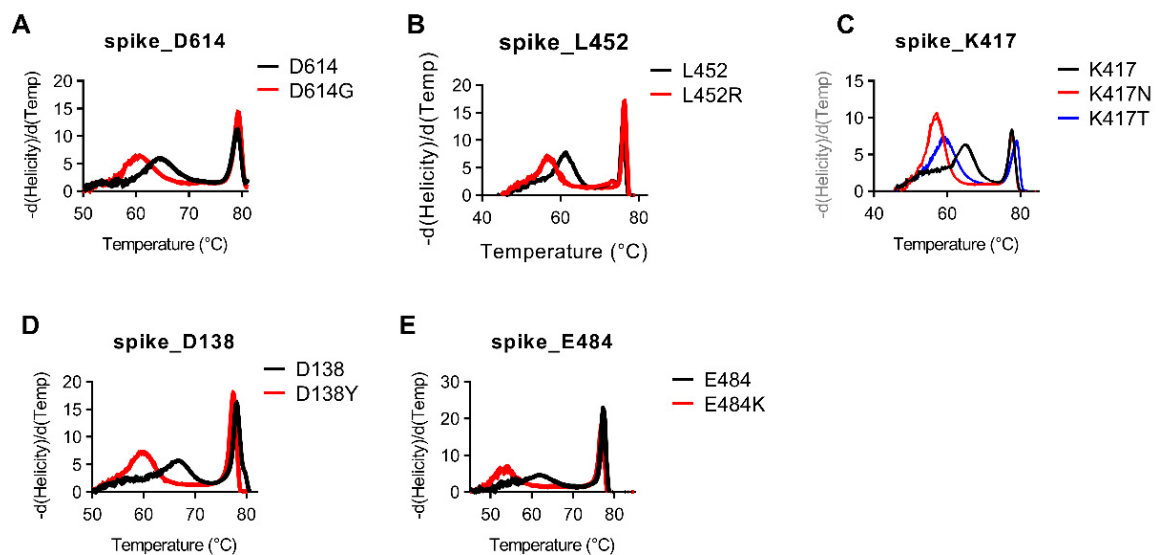 A
spike_D614
D614
D614G
-d(Helicity)/d(Temp)
20
15
10
5
0
50 60 70 80
Temperature (°C)
B
spike_L452
L452
L452R
-d(Helicity)/d(Temp)
20
15
10
5
0
40 60 80
Temperature (°C)
C
spike_K417
K417
K417N
K417T
-d(Helicity)/d(Temp)
15
10
5
0
40 50 60 70 80
Temperature (°C)
D
spike_D138
D138
D138Y
-d(Helicity)/d(Temp)
20
15
10
5
0
50 60 70 80
Temperature (°C)
E
spike_E484
E484
E484K
-d(Helicity)/d(Temp)
30
20
10
0
50 60 70 80
Temperature (°C)